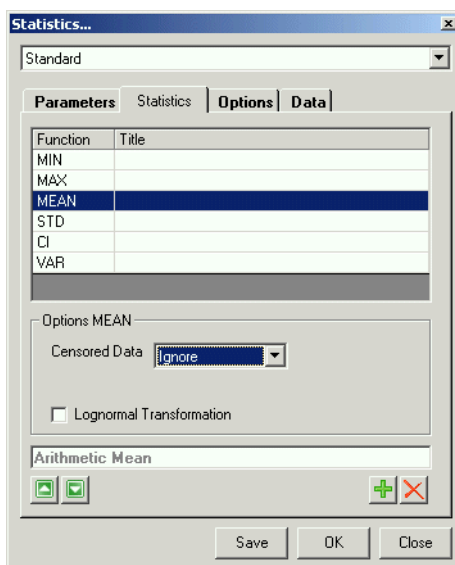 Statistics...
Standard
Parameters Statistics Options Data
Function Title
MIN
MAX
MEAN
STD
CI
VAR
Options MEAN
Censored Data Ignore
Lognormal Transformation
Arithmetic Mean
Save OK Close